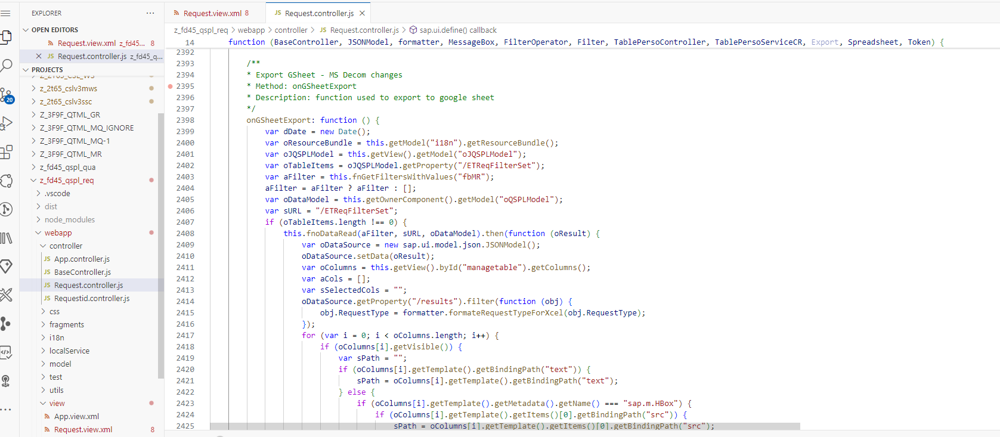 EXPLORER
OPEN EDITORS
Request.view.xml z_fd45... 8
Request.controller.js z_fd45_q...
PROJECTS
z_2t65_cslv3mws
z_2t65_cslv3ssc
Z_3F9F_QTML_GR
Z_3F9F_QTML_MQ_IGNORE
Z_3F9F_QTML_MQ-1
Z_3F9F_QTML_MR
z_fd45_qspl_qua
z_fd45_qspl_req
.vscode
dist
node_modules
webapp
controller
JS App.controller.js
JS BaseController.js
JS Request.controller.js
JS Requestid.controller.js
css
fragments
i18n
localService
model
test
utils
view
App.view.xml
Request.view.xml 8
20
Request.view.xml 8
JS Request.controller.js
z_fd45_qspl_req > webapp > controller > JS Request.controller.js > sap.ui.define() callback
14 function (BaseController, JSONModel, formatter, MessageBox, FilterOperator, Filter, TablePersoController, TablePersoServiceCR, Export, Spreadsheet, Token) {
2392
2393 /**
2394 * Export GSheet - MS Decom changes
2395 * Method: onGSheetExport
2396 * Description: function used to export to google sheet
2397 */
2398 onGSheetExport: function () {
2399 var dDate = new Date();
2400 var oResourceBundle = this.getModel("i18n").getResourceBundle();
2401 var oJQSPLModel = this.getView().getModel("oJQSPLModel");
2402 var oTableItems = oJQSPLModel.getProperty("/ETReqFilterSet");
2403 var aFilter = this.fnGetFiltersWithValues("fbMR");
2404 aFilter = aFilter ? aFilter : [];
2405 var oDataModel = this.getOwnerComponent().getModel("oQSPLModel");
2406 var sURL = "/ETReqFilterSet";
2407 if (oTableItems.length !== 0) {
2408 this.fnoDataRead(aFilter, sURL, oDataModel).then(function (oResult) {
2409 var oDataSource = new sap.ui.model.json.JSONModel();
2410 oDataSource.setData(oResult);
2411 var oColumns = this.getView().byId("managetable").getColumns();
2412 var aCols = [];
2413 var sSelectedCols = "";
2414 oDataSource.getProperty("/results").filter(function (obj) {
2415 obj.RequestType = formatter.formateRequestTypeForXcel(obj.RequestType);
2416 });
2417 for (var i = 0; i < oColumns.length; i++) {
2418 if (oColumns[i].getVisible()) {
2419 var sPath = "";
2420 if (oColumns[i].getTemplate().getBindingPath("text")) {
2421 sPath = oColumns[i].getTemplate().getBindingPath("text");
2422 } else {
2423 if (oColumns[i].getTemplate().getMetadata().getName() === "sap.m.HBox") {
2424 if (oColumns[i].getTemplate().getItems()[0].getBindingPath("src")) {
2425 sPath = oColumns[i].getTemplate().getItems()[0].getBindingPath("src");